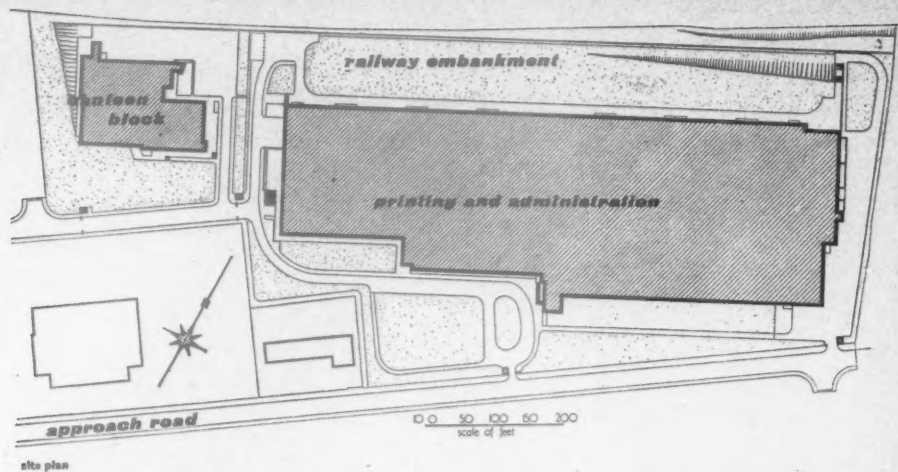 railway embankment
canteen
block
printing and administration
approach road
10 0 50 100 150 200
scale of feet
site plan